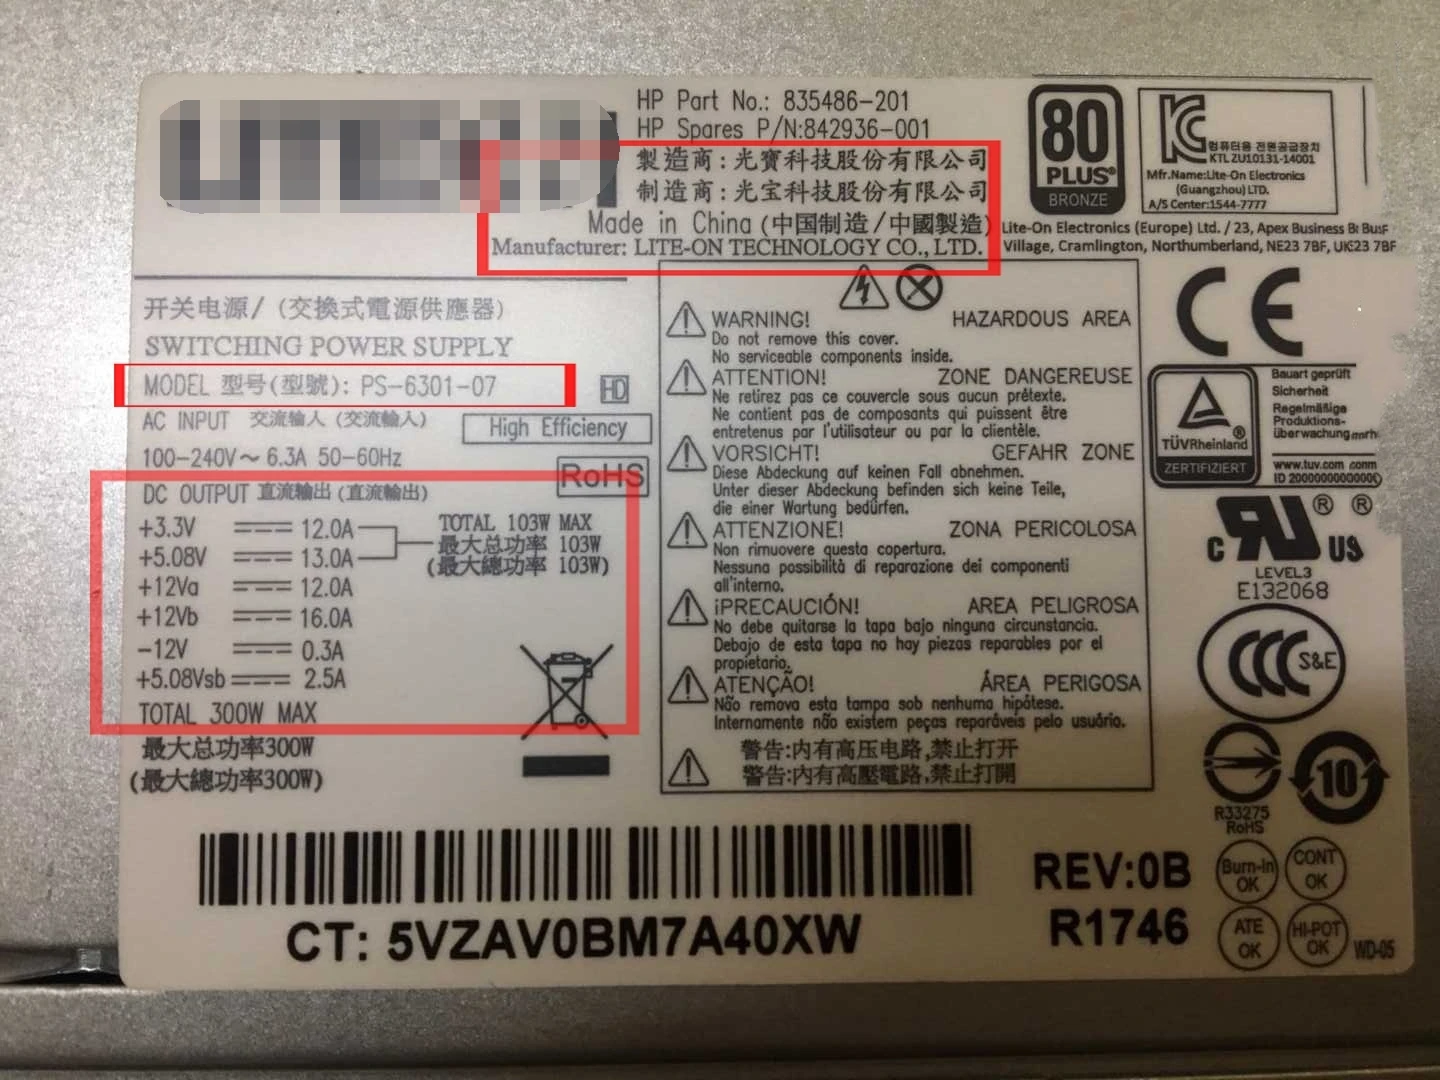 HP Part No.: 835486-201
HP Spares P/N:842936-001
製造商:光寶科技股份有限公司
制造商:光宝科技股份有限公司
Made in China (中国制造/中國製造)
Manufacturer: LITE-ON TECHNOLOGY CO., LTD.
80
PLUS®
BRONZE
컴퓨터용 전원공급장치
KTL ZU10131-14001
Mfr.Name:Lite-On Electronics
(Guangzhou) LTD.
A/S Center:1544-7777
Lite-On Electronics (Europe) Ltd. / 23, Apex Business
Village, Cramlington, Northumberland, NE23 7BF,
开关电源/ (交換式電源供應器)
SWITCHING POWER SUPPLY
MODEL 型号(型號): PS-6301-07
HD
AC INPUT 交流输入 (交流輸入)
High Efficiency
100-240V~ 6.3A 50-60Hz
RoHS
DC OUTPUT 直流输出 (直流輸出)
+3.3V 12.0A
+5.08V 13.0A
+12Va 12.0A
+12Vb 16.0A
-12V 0.3A
+5.08Vsb 2.5A
TOTAL 103W MAX
最大总功率 103W
(最大總功率 103W)
TOTAL 300W MAX
最大总功率300W
(最大總功率300W)
WARNING! HAZARDOUS AREA
Do not remove this cover.
No serviceable components inside.
ATTENTION! ZONE DANGEREUSE
Ne retirez pas ce couvercle sous aucun prétexte.
Ne contient pas de composants qui puissent être
entretenus par l'utilisateur ou par la clientèle.
VORSICHT! GEFAHR ZONE
Diese Abdeckung auf keinen Fall abnehmen.
Unter dieser Abdeckung befinden sich keine Teile,
die einer Wartung bedürfen.
ATTENZIONE! ZONA PERICOLOSA
Non rimuovere questa copertura.
Nessuna possibilità di reparazione dei componenti
all'interno.
¡PRECAUCIÓN! AREA PELIGROSA
No debe quitarse la tapa bajo ninguna circunstancia.
Debajo de esta tapa no hay piezas reparables por el
propietario.
ATENÇÃO! ÁREA PERIGOSA
Não remova esta tampa sob nenhuma hipótese.
Internamente não existem peças reparáveis pelo usuário.
警告:内有高压电路,禁止打开
警告:內有高壓電路,禁止打開
CE
TÜVRheinland®
ZERTIFIZIERT
Bauart geprüft
Sicherheit
Regelmäßige
Produktions-
überwachung
www.tuv.com
ID
® ®
c US
LEVEL3
E132068
CCC S&E
R33275
RoHS
10
CT: 5VZAV0BM7A40XW
REV:0B
R1746
Burn-In
OK
CONT
OK
ATE
OK
HI-POT
OK
WD-05